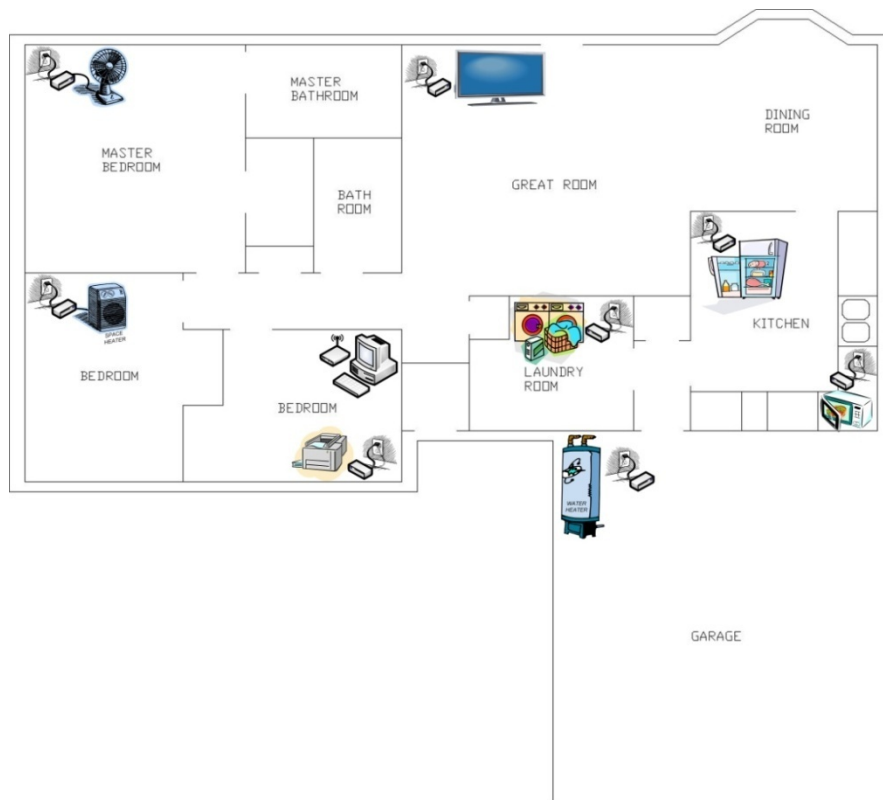 MASTER
BATHROOM
DINING
ROOM
MASTER
BEDROOM
GREAT ROOM
BATH
ROOM
SPACE
HEATER
KITCHEN
BEDROOM
LAUNDRY
ROOM
BEDROOM
WATER
HEATER
GARAGE